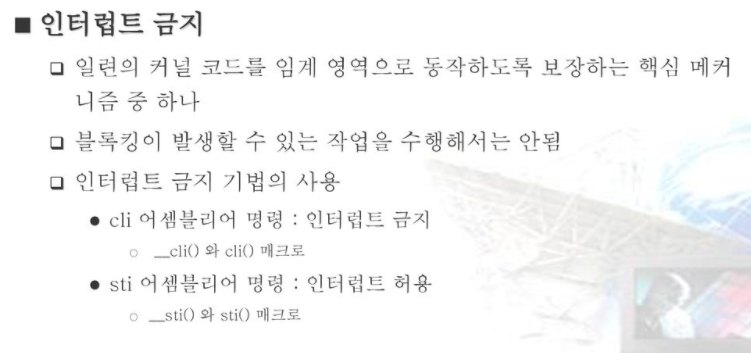 ■ 인터럽트 금지
❑ 일련의 커널 코드를 임계 영역으로 동작하도록 보장하는 핵심 메커
니즘 중 하나
❑ 블록킹이 발생할 수 있는 작업을 수행해서는 안됨
❑ 인터럽트 금지 기법의 사용
● cli 어셈블리어 명령 : 인터럽트 금지
○ __cli() 와 cli() 매크로
● sti 어셈블리어 명령 : 인터럽트 허용
○ __sti() 와 sti() 매크로